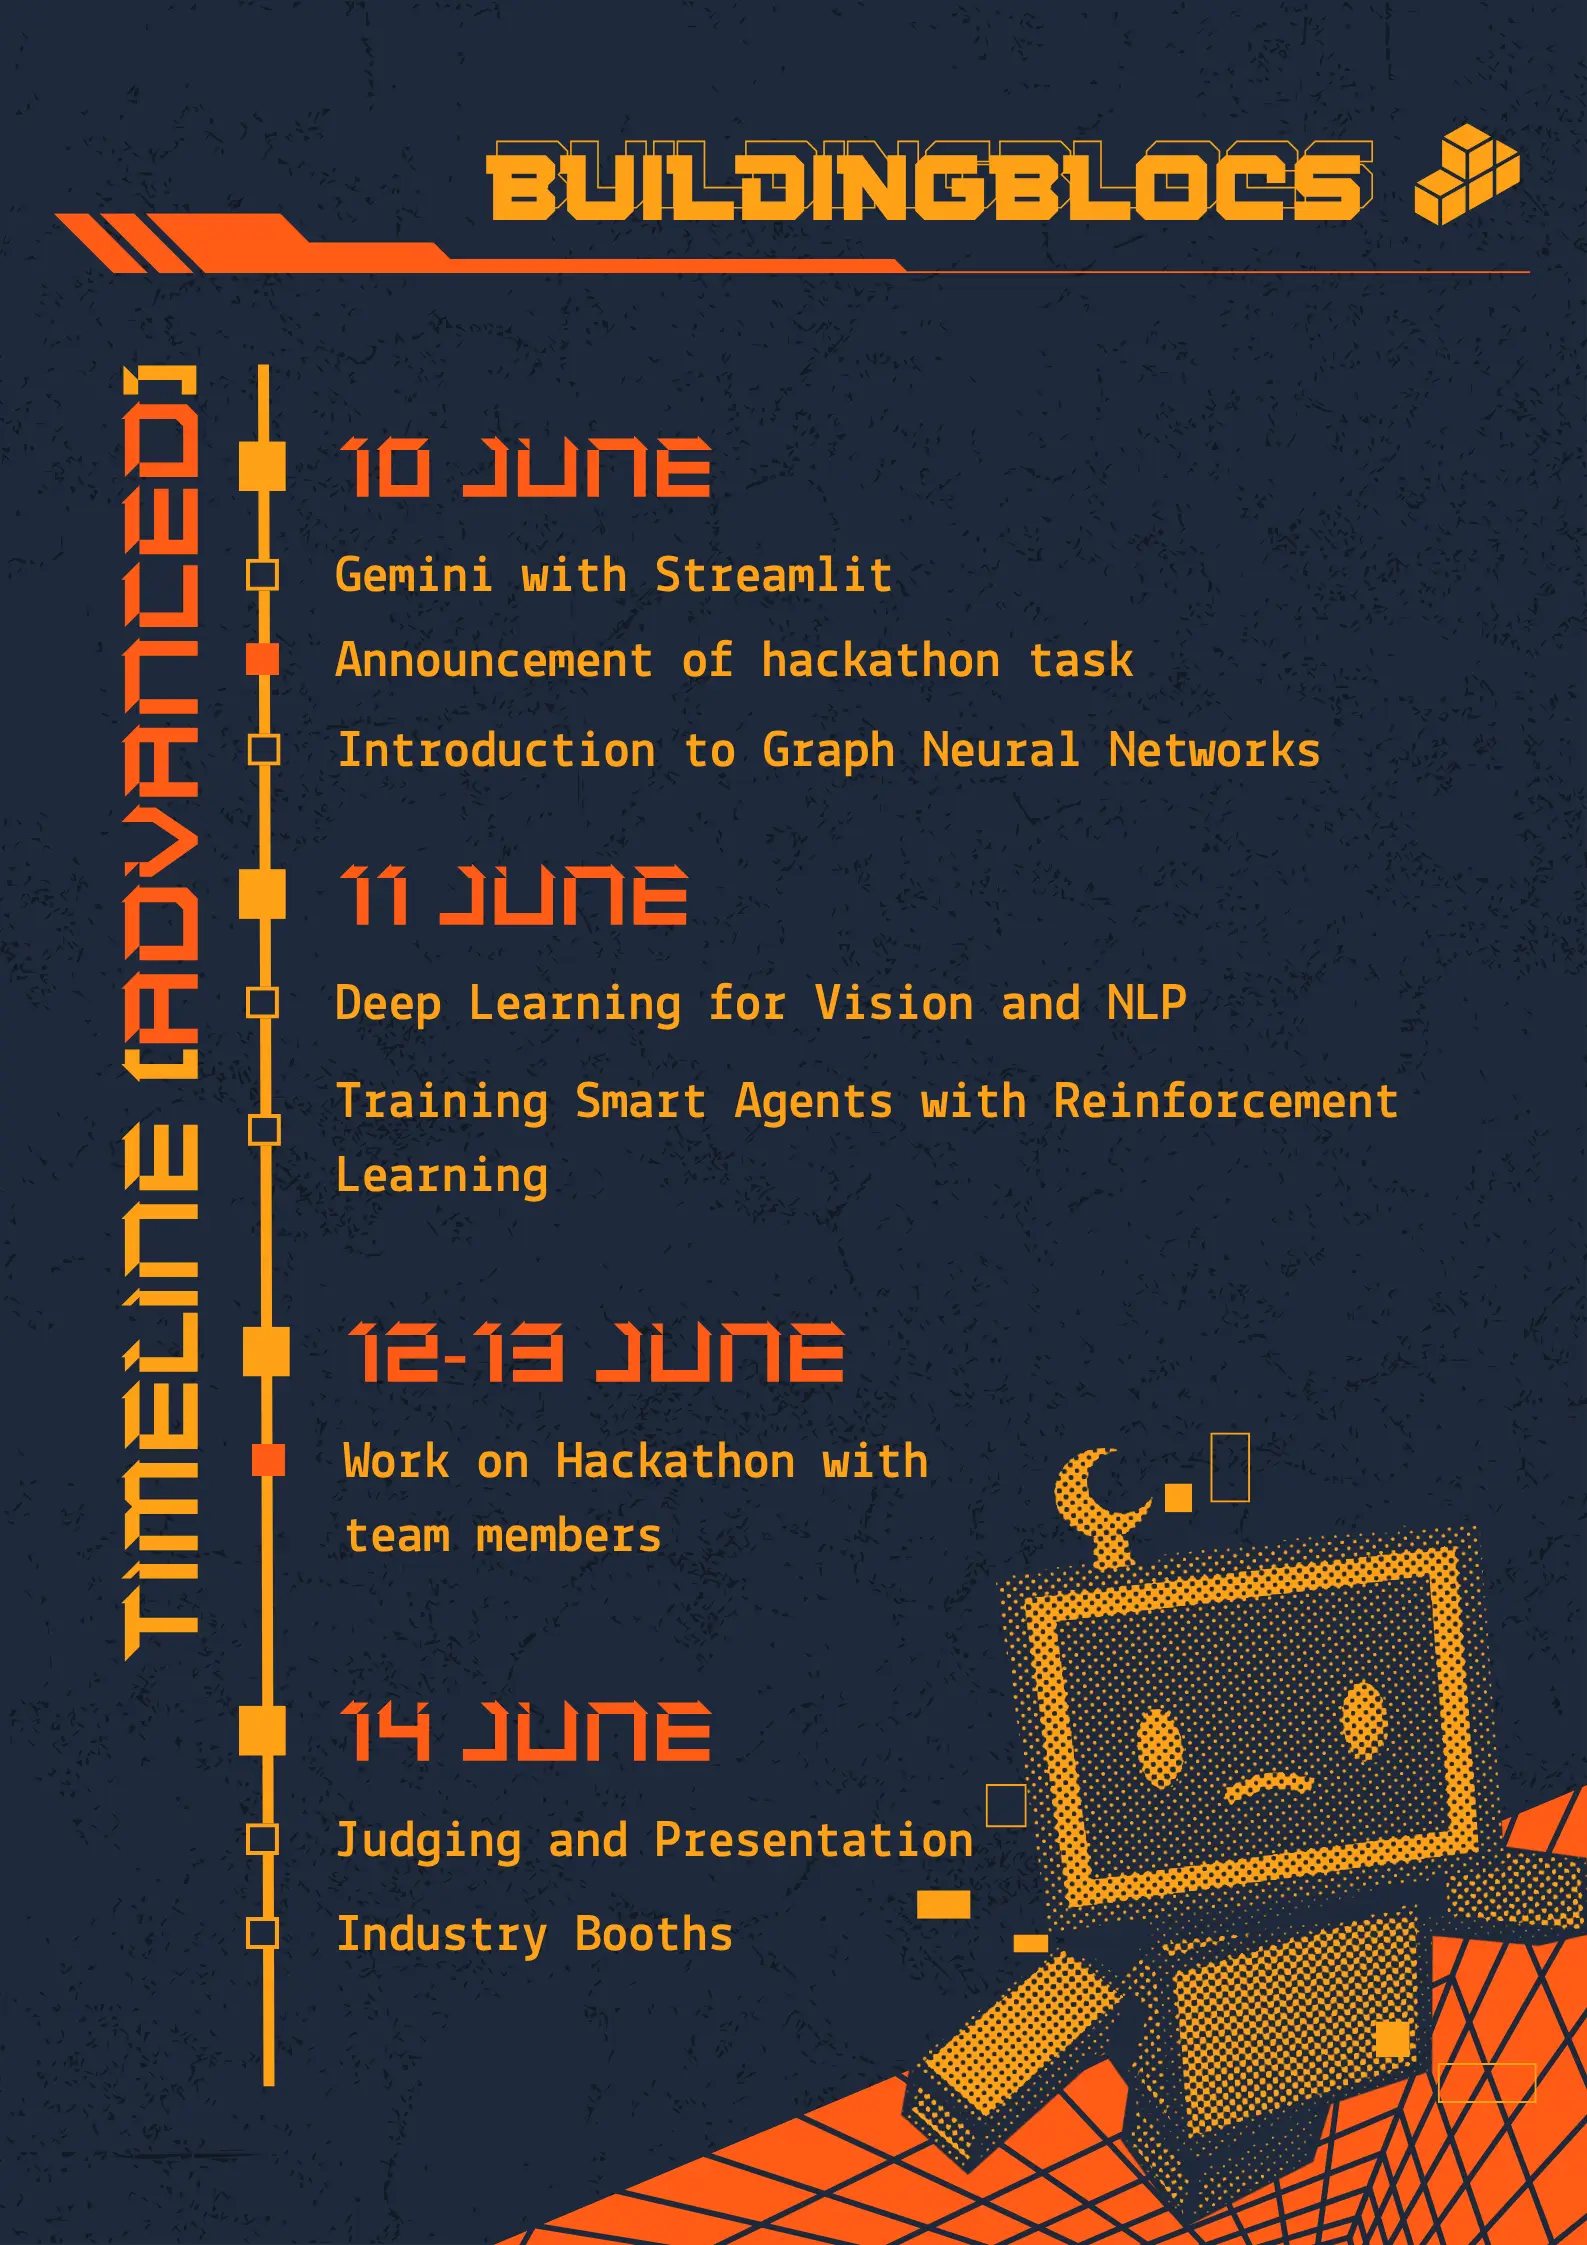 BUILDINGBLOCS
TIMELINE [ADVANCED]
10 JUNE
Gemini with Streamlit
Announcement of hackathon task
Introduction to Graph Neural Networks
11 JUNE
Deep Learning for Vision and NLP
Training Smart Agents with Reinforcement
Learning
12-13 JUNE
Work on Hackathon with
team members
14 JUNE
Judging and Presentation
Industry Booths